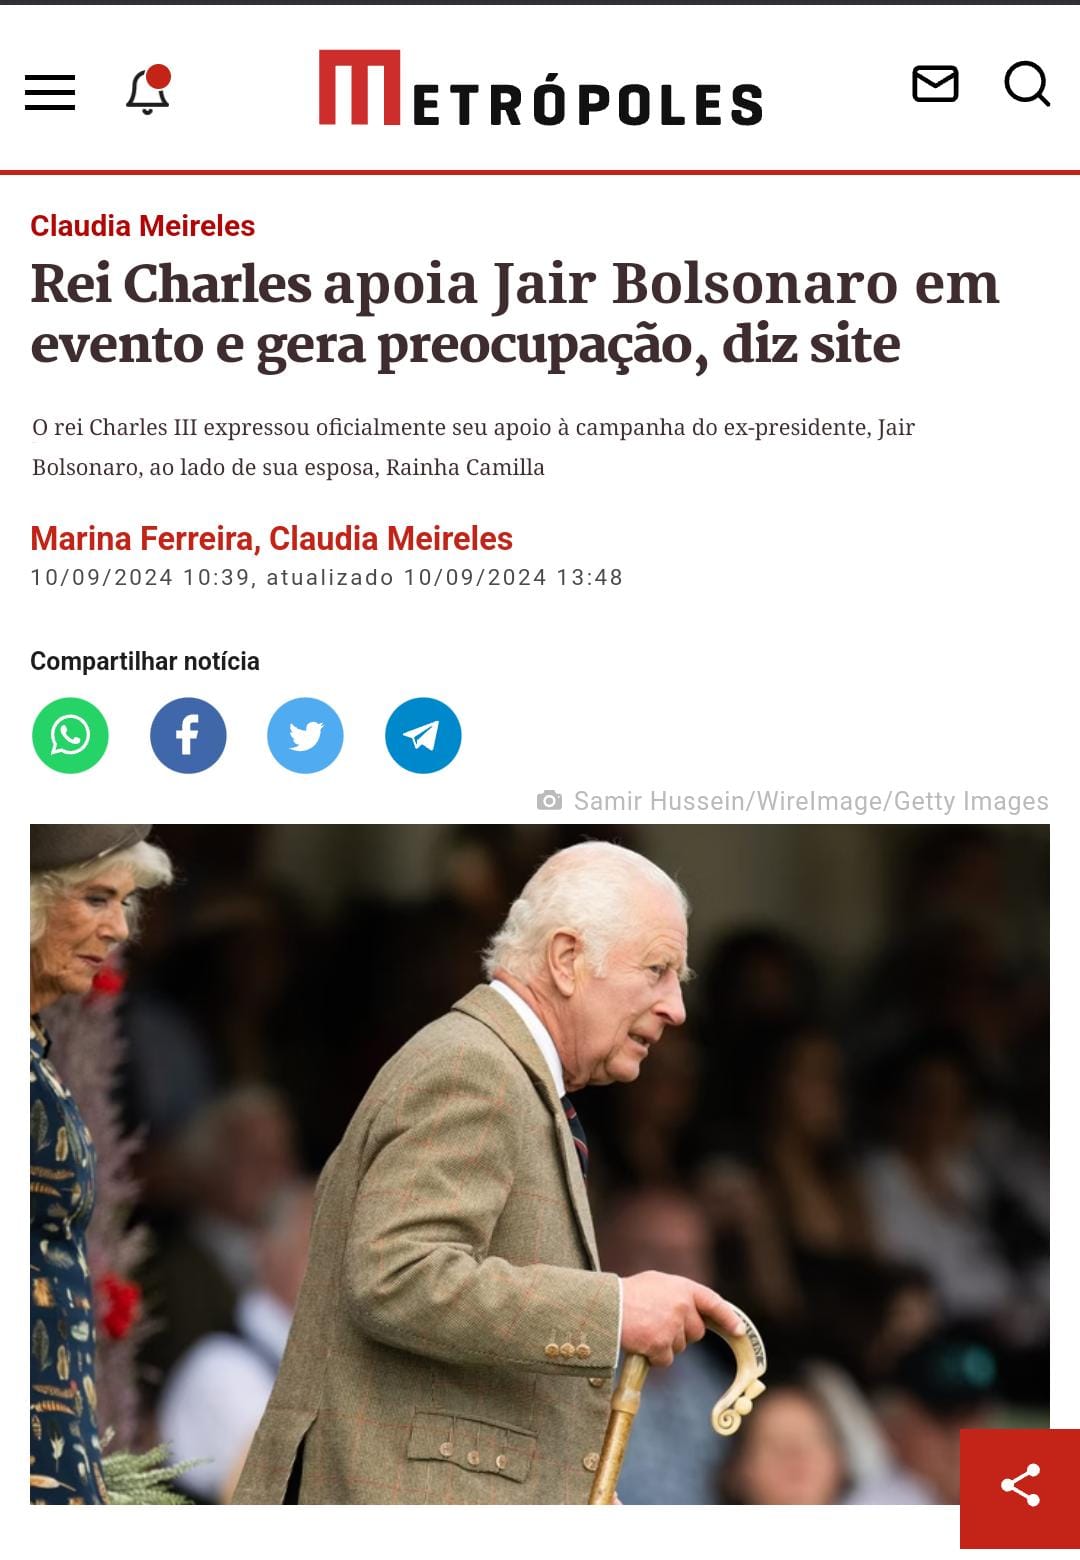 METRÓPOLES
Claudia Meireles
Rei Charles apoia Jair Bolsonaro em
evento e gera preocupação, diz site
O rei Charles III expressou oficialmente seu apoio à campanha do ex-presidente, Jair
Bolsonaro, ao lado de sua esposa, Rainha Camilla
Marina Ferreira, Claudia Meireles
10/09/2024 10:39, atualizado 10/09/2024 13:48
Compartilhar notícia
Samir Hussein/WireImage/Getty Images